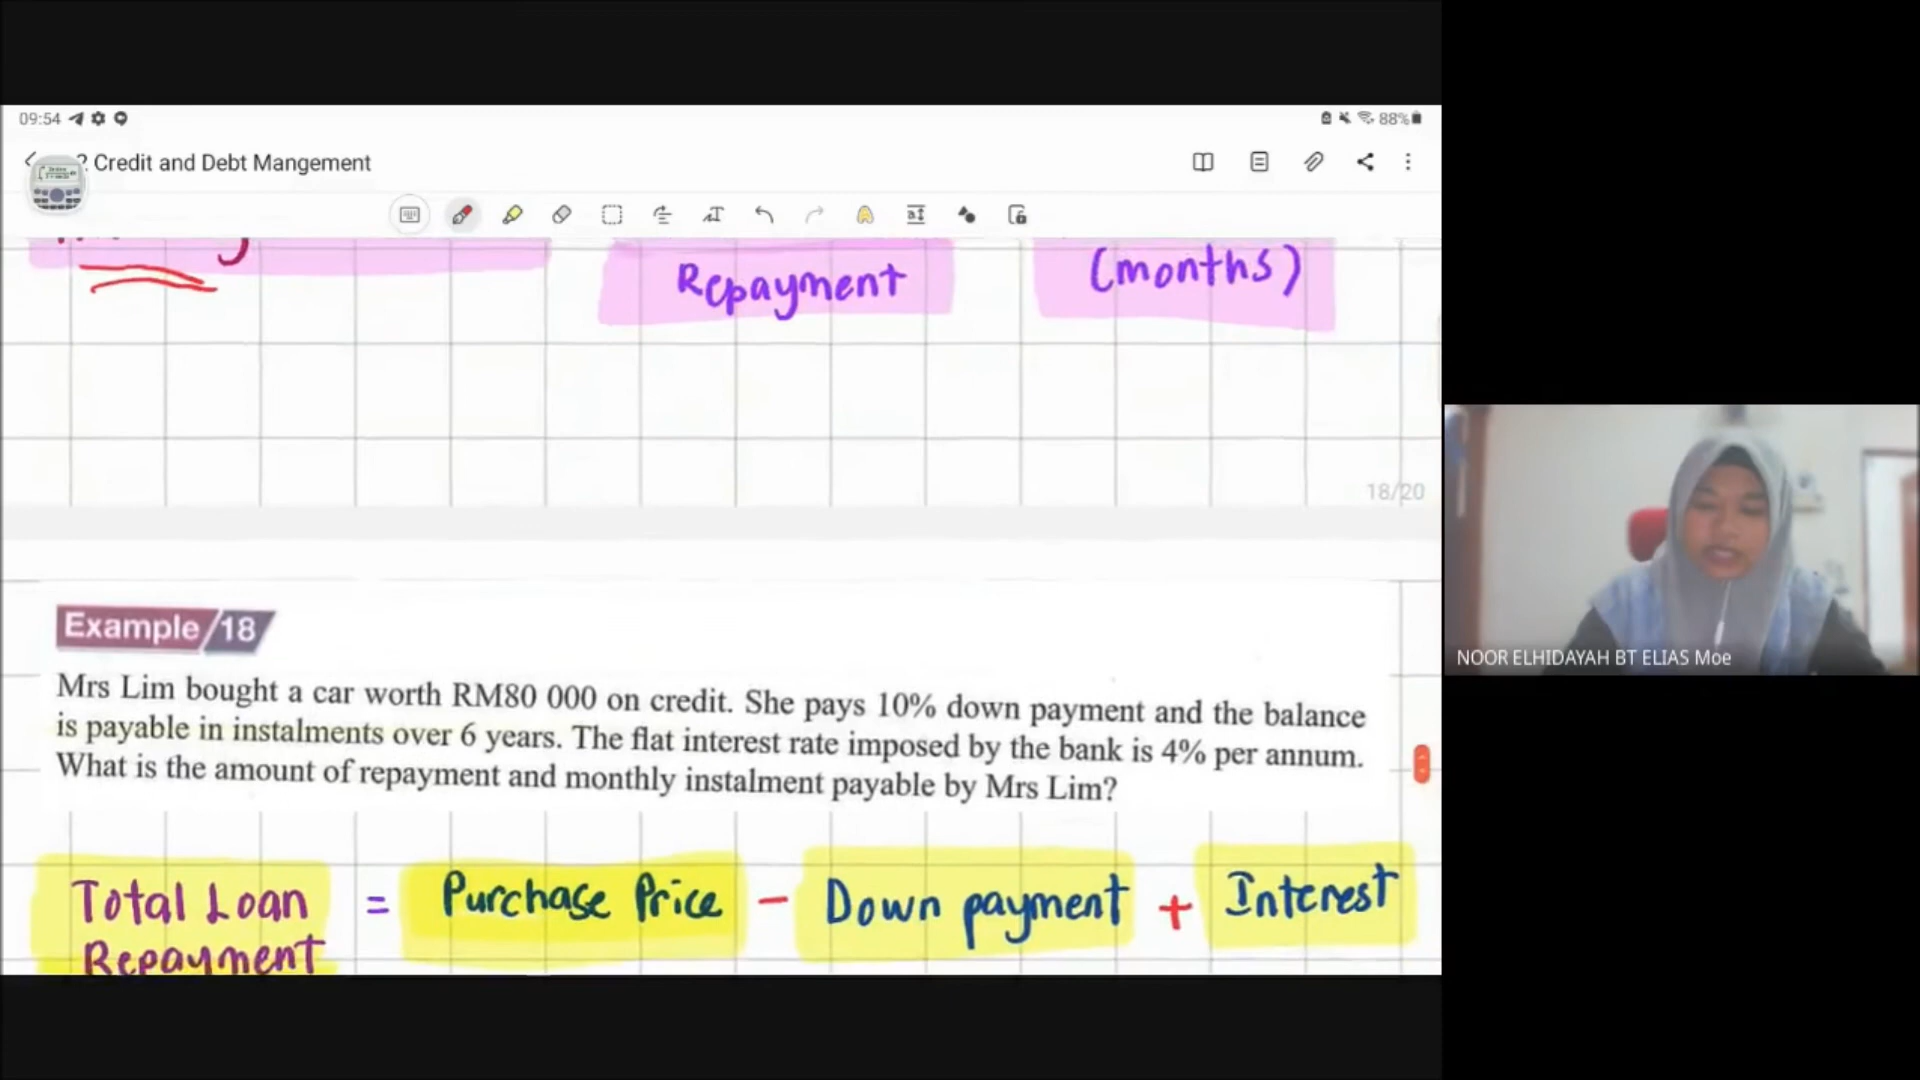 09:54
88%
Credit and Debt Mangement
Repayment
(months)
18/20
Example 18
Mrs Lim bought a car worth RM80 000 on credit. She pays 10% down payment and the balance
is payable in instalments over 6 years. The flat interest rate imposed by the bank is 4% per annum.
What is the amount of repayment and monthly instalment payable by Mrs Lim?
Total Loan = Purchase Price - Down payment + Interest
Repayment
NOOR ELHIDAYAH BT ELIAS Moe